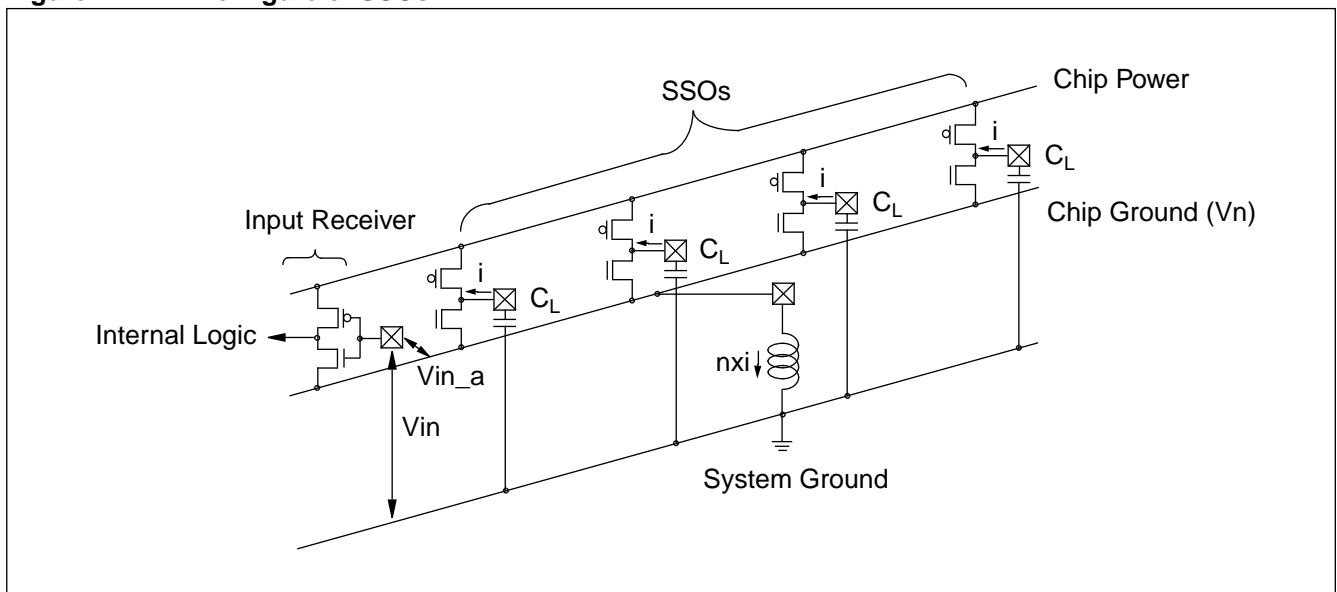 SSOs
Chip Power
i
C_L
i
C_L
Chip Ground (Vn)
i
C_L
Input Receiver
i
C_L
Internal Logic
Vin_a
nxi
Vin
System Ground